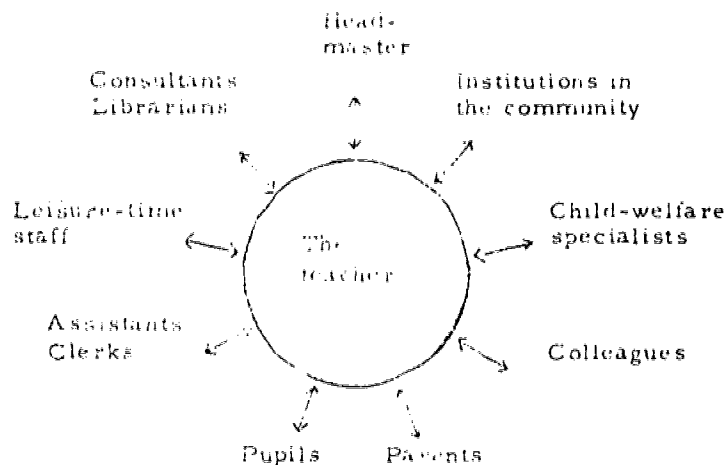 Head-
master
Consultants
Librarians
Institutions in
the community
Leisure-time
staff
The
teacher
Child-welfare
specialists
Assistants
Clerks
Colleagues
Pupils
Parents